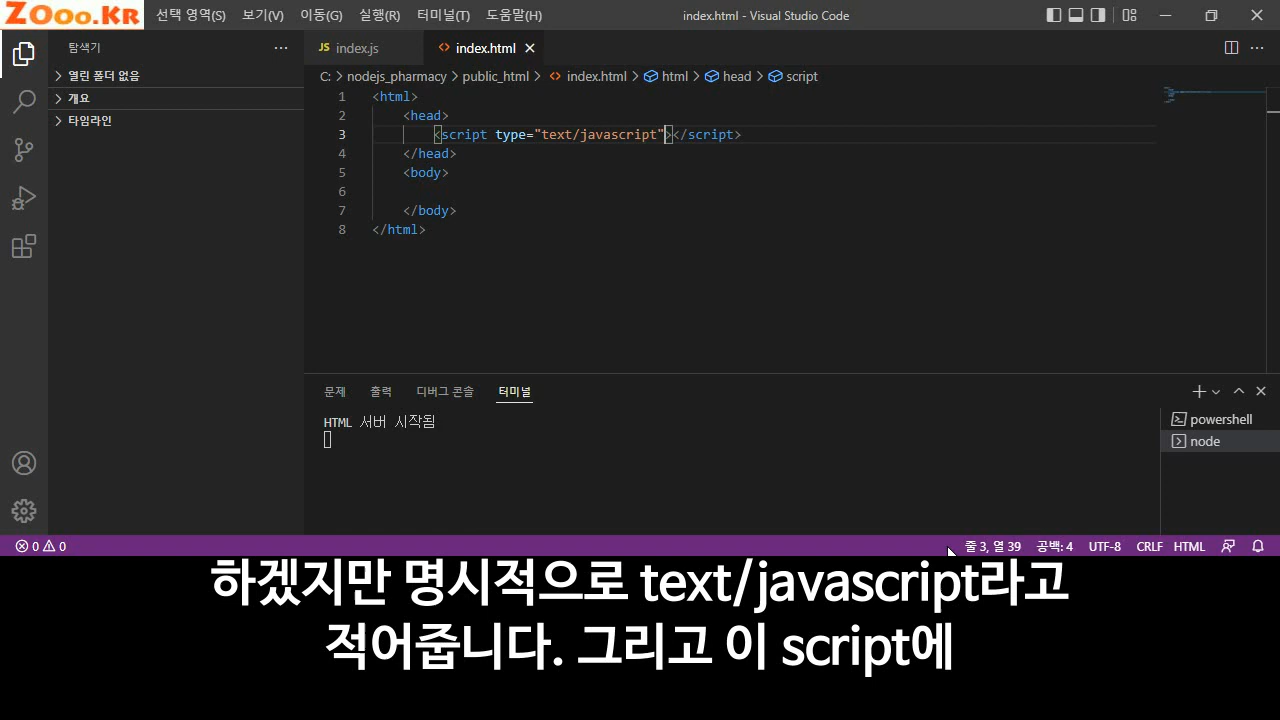 ZOoo.Kr
선택 영역(S) 보기(V) 이동(G) 실행(R) 터미널(T) 도움말(H)
index.html - Visual Studio Code
탐색기
열린 폴더 없음
개요
타임라인
JS index.js
<> index.html
C: > nodejs_pharmacy > public_html > <> index.html > html > head > script
1 <html>
2 <head>
3 <script type="text/javascript"></script>
4 </head>
5 <body>
6
7 </body>
8 </html>
문제 출력 디버그 콘솔 터미널
HTML 서버 시작됨
powershell
node
0 0
줄 3, 열 39 공백: 4 UTF-8 CRLF HTML
하겠지만 명시적으로 text/javascript라고
적어줍니다. 그리고 이 script에